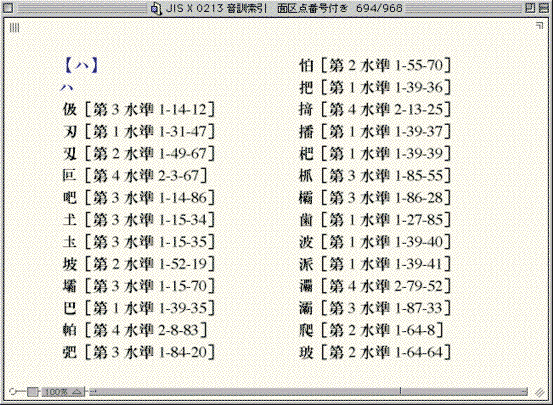 JIS X 0213 音訓索引 面区点番号付き 694/968
【ハ】
ハ
伋［第 3 水準 1-14-12］
刃［第 1 水準 1-31-47］
刄［第 2 水準 1-49-67］
［第 4 水準 2-3-67］
吧［第 3 水準 1-14-86］
［第 3 水準 1-15-34］
［第 3 水準 1-15-35］
坡［第 2 水準 1-52-19］
壩［第 3 水準 1-15-70］
巴［第 1 水準 1-39-35］
帕［第 4 水準 2-8-83］
弝［第 3 水準 1-84-20］
怕［第 2 水準 1-55-70］
把［第 1 水準 1-39-36］
［第 4 水準 2-13-25］
播［第 1 水準 1-39-37］
杷［第 1 水準 1-39-39］
［第 3 水準 1-85-55］
欛［第 3 水準 1-86-28］
歯［第 1 水準 1-27-85］
波［第 1 水準 1-39-40］
派［第 1 水準 1-39-41］
［第 4 水準 2-79-52］
灞［第 3 水準 1-87-33］
爬［第 2 水準 1-64-8］
玻［第 2 水準 1-64-64］
100%